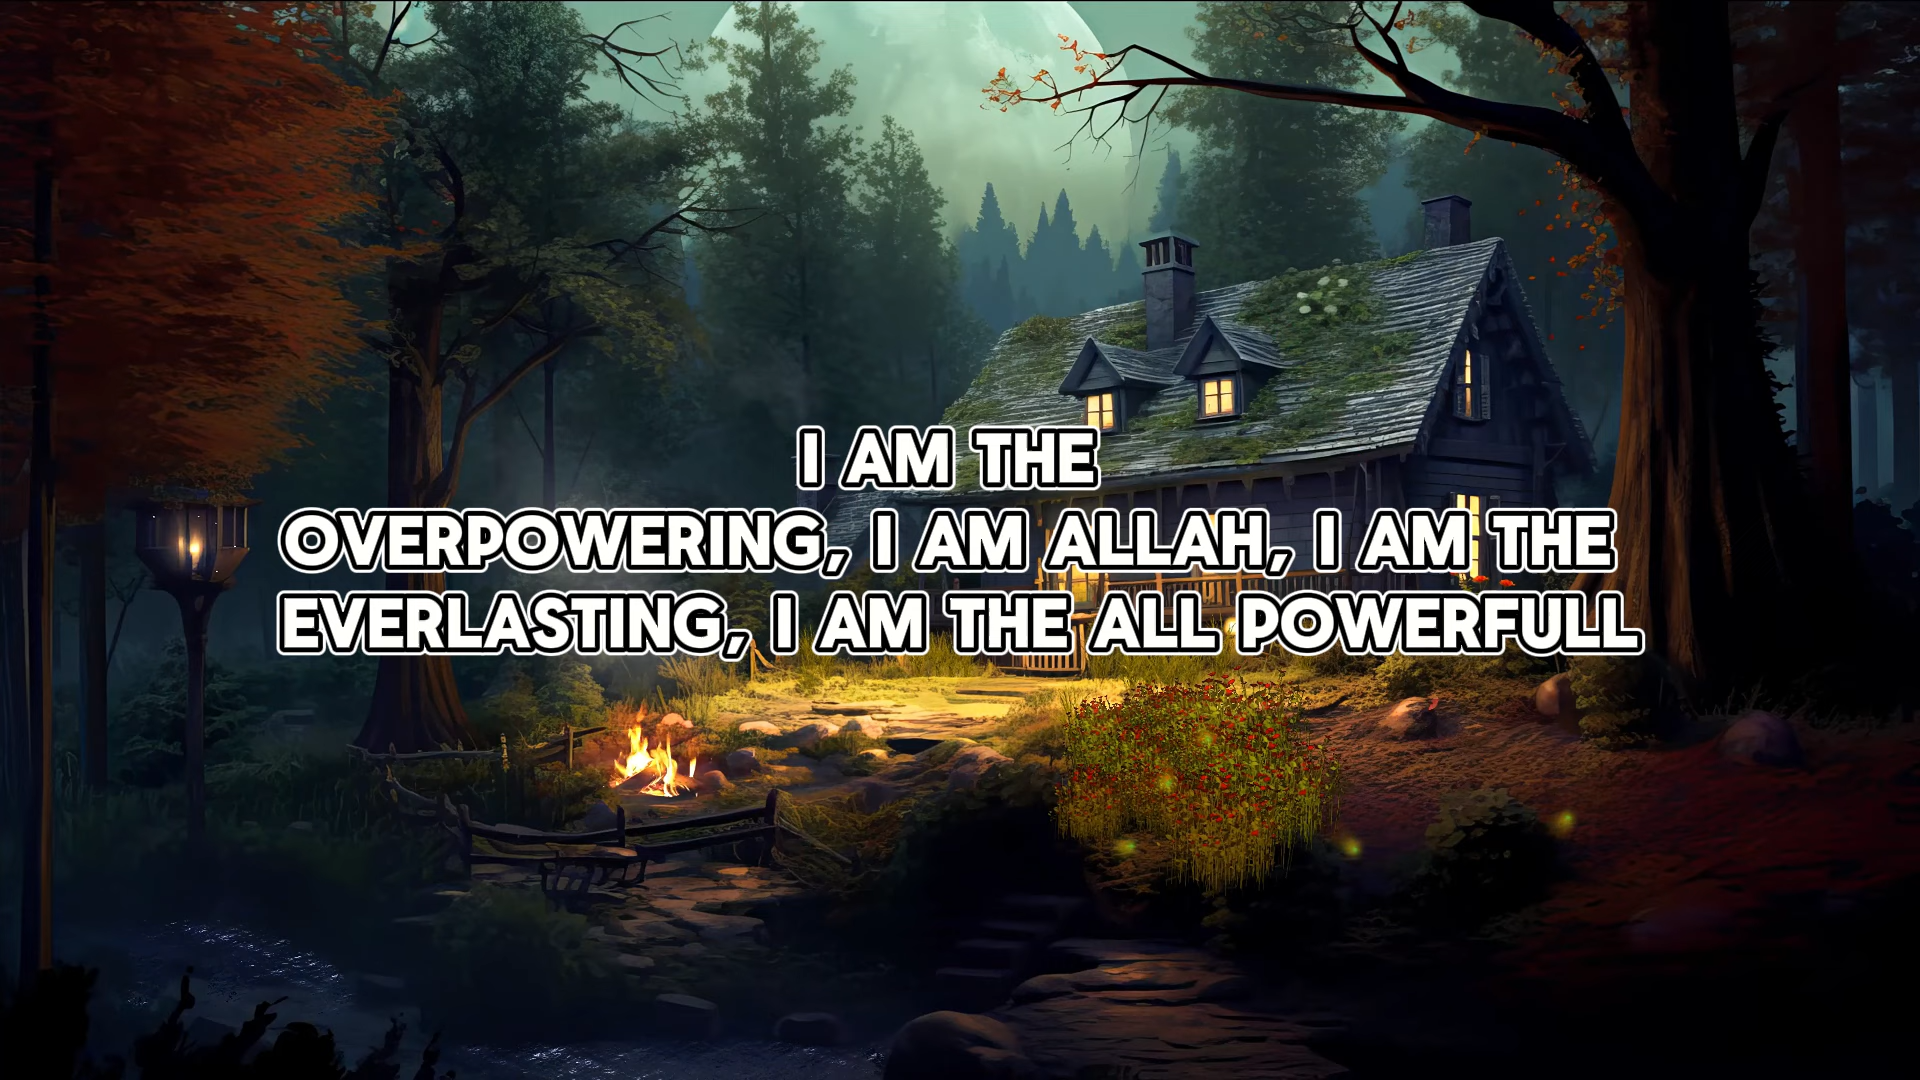 I AM THE
OVERPOWERING, I AM ALLAH, I AM THE
EVERLASTING, I AM THE ALL POWERFULL